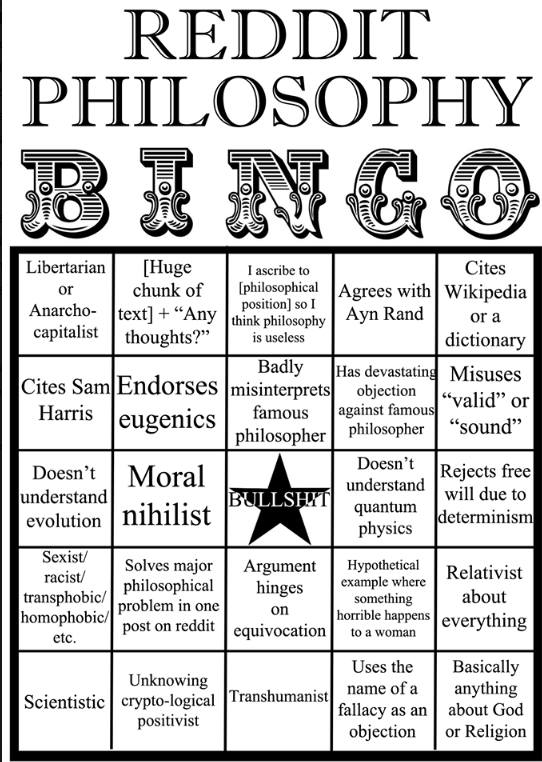 REDDIT
PHILOSOPHY
BINGO
Libertarian
or
Anarcho-
capitalist
[Huge
chunk of
text] + “Any
thoughts?”
I ascribe to
[philosophical
position] so I
think philosophy
is useless
Agrees with
Ayn Rand
Cites
Wikipedia
or a
dictionary
Cites Sam
Harris
Endorses
eugenics
Badly
misinterprets
famous
philosopher
Has devastating
objection
against famous
philosopher
Misuses
“valid” or
“sound”
Doesn’t
understand
evolution
Moral
nihilist
BULLSHIT
Doesn’t
understand
quantum
physics
Rejects free
will due to
determinism
Sexist/
racist/
transphobic/
homophobic/
etc.
Solves major
philosophical
problem in one
post on reddit
Argument
hinges
on
equivocation
Hypothetical
example where
something
horrible happens
to a woman
Relativist
about
everything
Scientistic
Unknowing
crypto-logical
positivist
Transhumanist
Uses the
name of a
fallacy as an
objection
Basically
anything
about God
or Religion